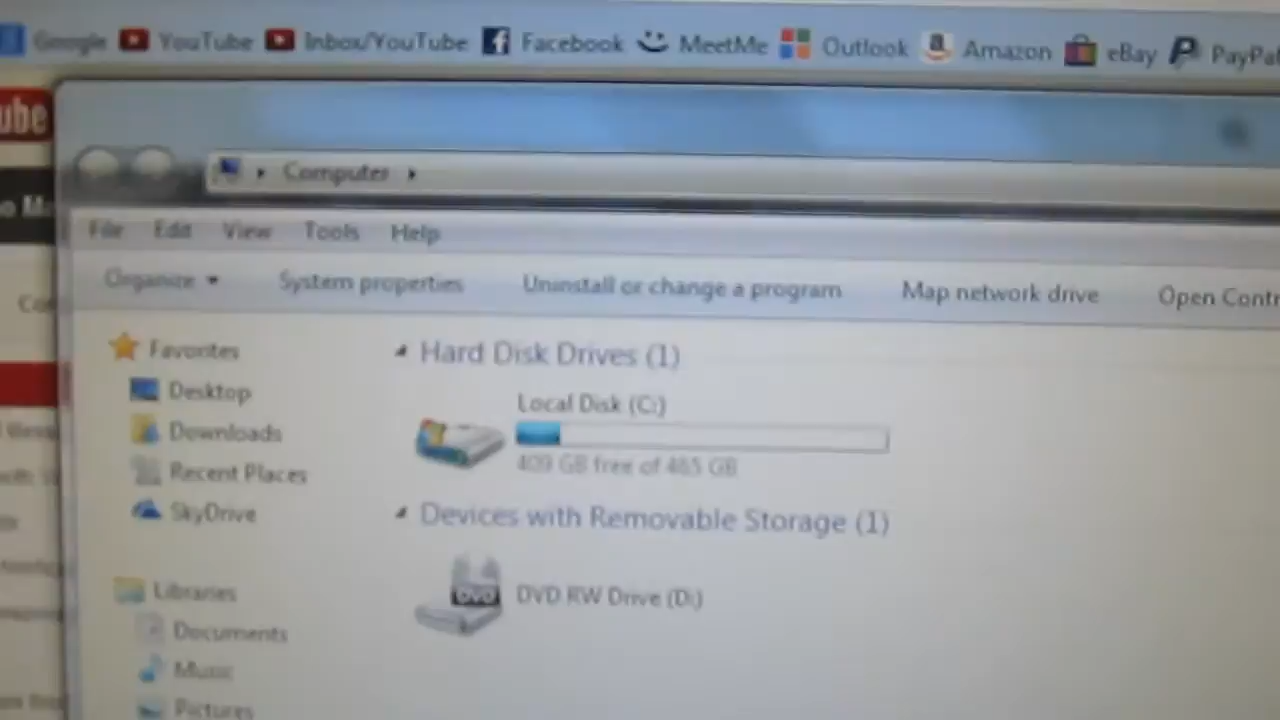 Google YouTube Inbox/YouTube Facebook MeetMe Outlook Amazon eBay PayPal
ube
Computer
File Edit View Tools Help
Organize System properties Uninstall or change a program Map network drive Open Contr
Favorites
Desktop
Downloads
Recent Places
SkyDrive
Libraries
Documents
Music
Pictures
Hard Disk Drives (1)
Local Disk (C:)
409 GB free of 465 GB
Devices with Removable Storage (1)
DVD
DVD RW Drive (D:)